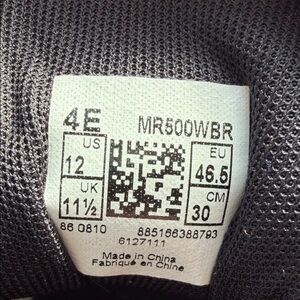 4E MR500WBR
US EU
12 46.5
UK CM
11½ 30
86 0810 885166388793
6127111
Made in China
Fabriqué en Chine